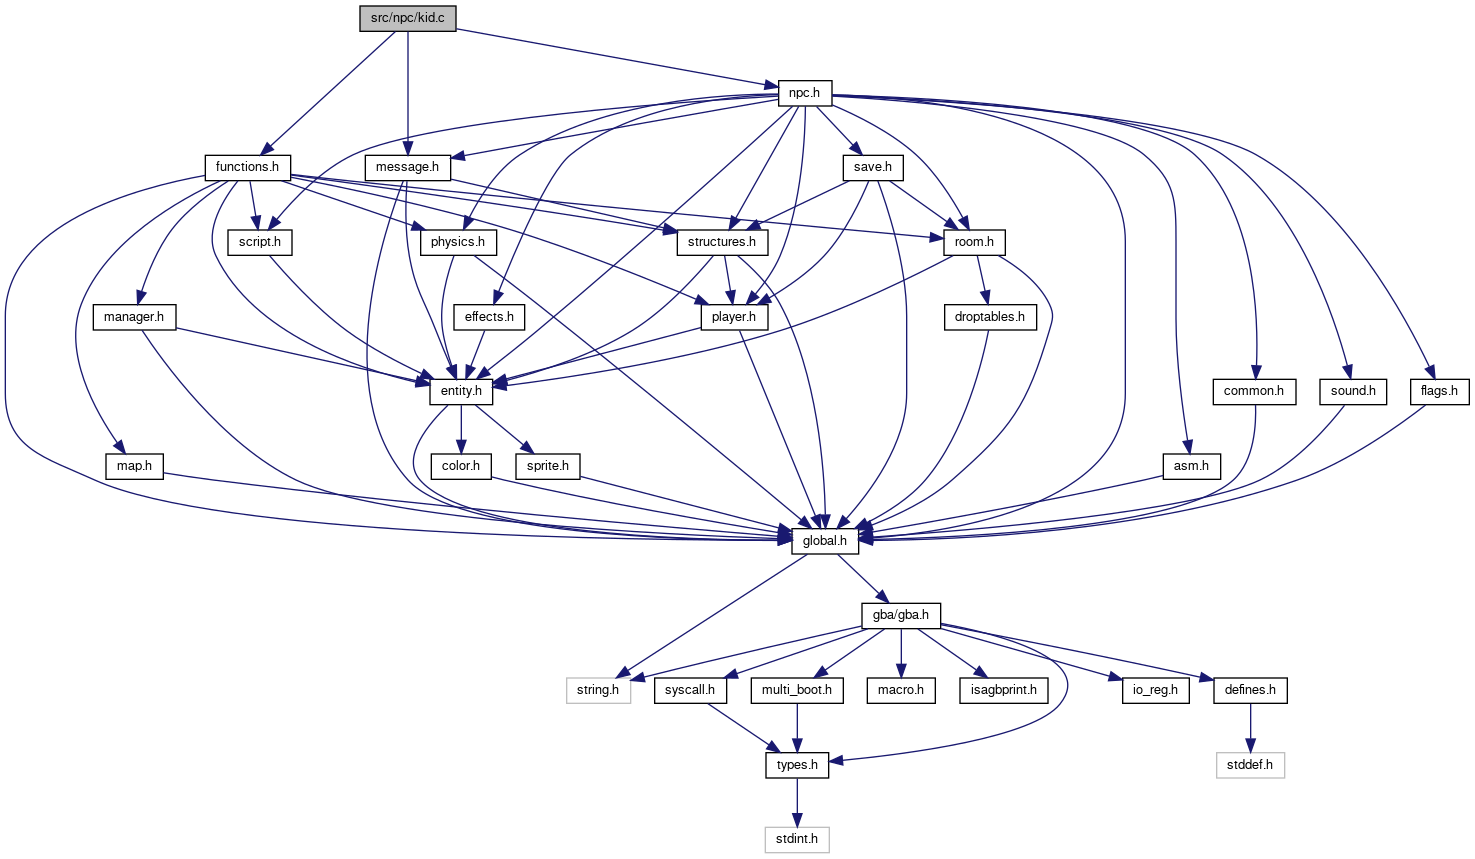 src/npc/kid.c
npc.h
functions.h
message.h
save.h
script.h
physics.h
structures.h
room.h
manager.h
effects.h
player.h
droptables.h
entity.h
common.h
sound.h
flags.h
map.h
color.h
sprite.h
asm.h
global.h
gba/gba.h
string.h
syscall.h
multi_boot.h
macro.h
isagbprint.h
io_reg.h
defines.h
types.h
stddef.h
stdint.h